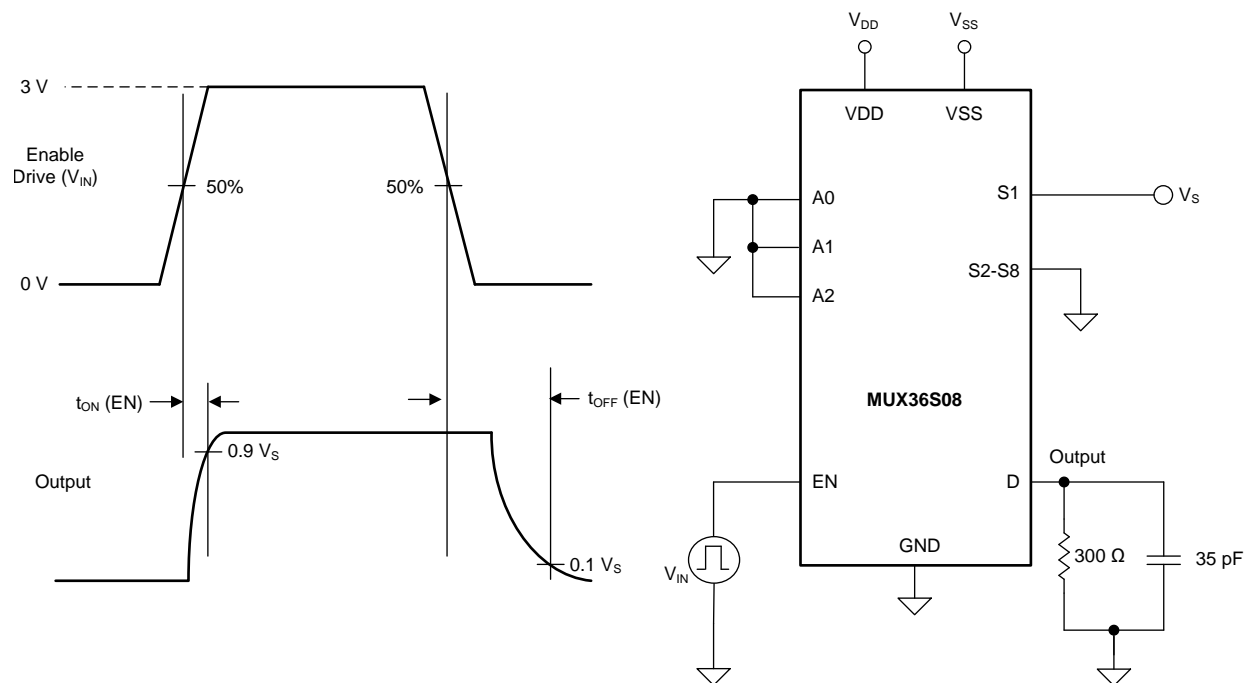 3 V
Enable
Drive (VIN)
50%
50%
0 V
tON (EN)
tOFF (EN)
0.9 VS
Output
0.1 VS
VDD
VSS
VDD
VSS
A0
S1
VS
A1
S2-S8
A2
MUX36S08
Output
EN
D
GND
300 Ω
35 pF
VIN